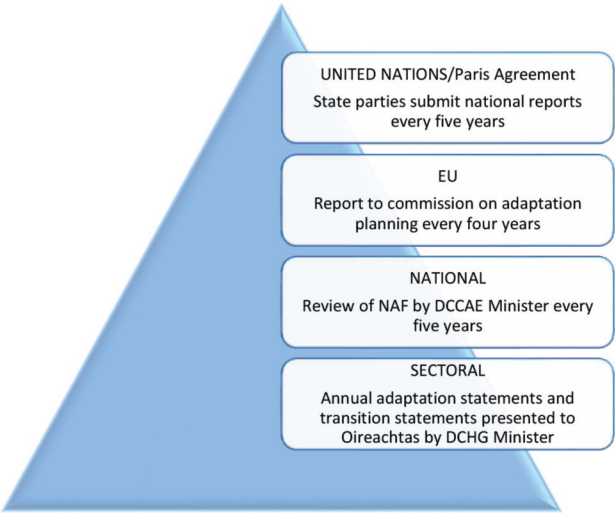 UNITED NATIONS/Paris Agreement
State parties submit national reports
every five years
EU
Report to commission on adaptation
planning every four years
NATIONAL
Review of NAF by DCCAE Minister every
five years
SECTORAL
Annual adaptation statements and
transition statements presented to
Oireachtas by DCHG Minister